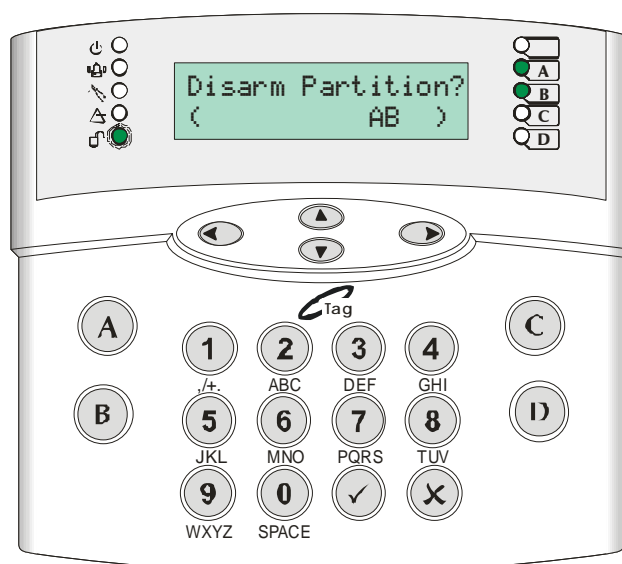 Disarm Partition?
( AB )
A
B
C
D
Tag
A
B
C
D
1 2 3 4
,/+. ABC DEF GHI
5 6 7 8
JKL MNO PQRS TUV
9 0
WXYZ SPACE